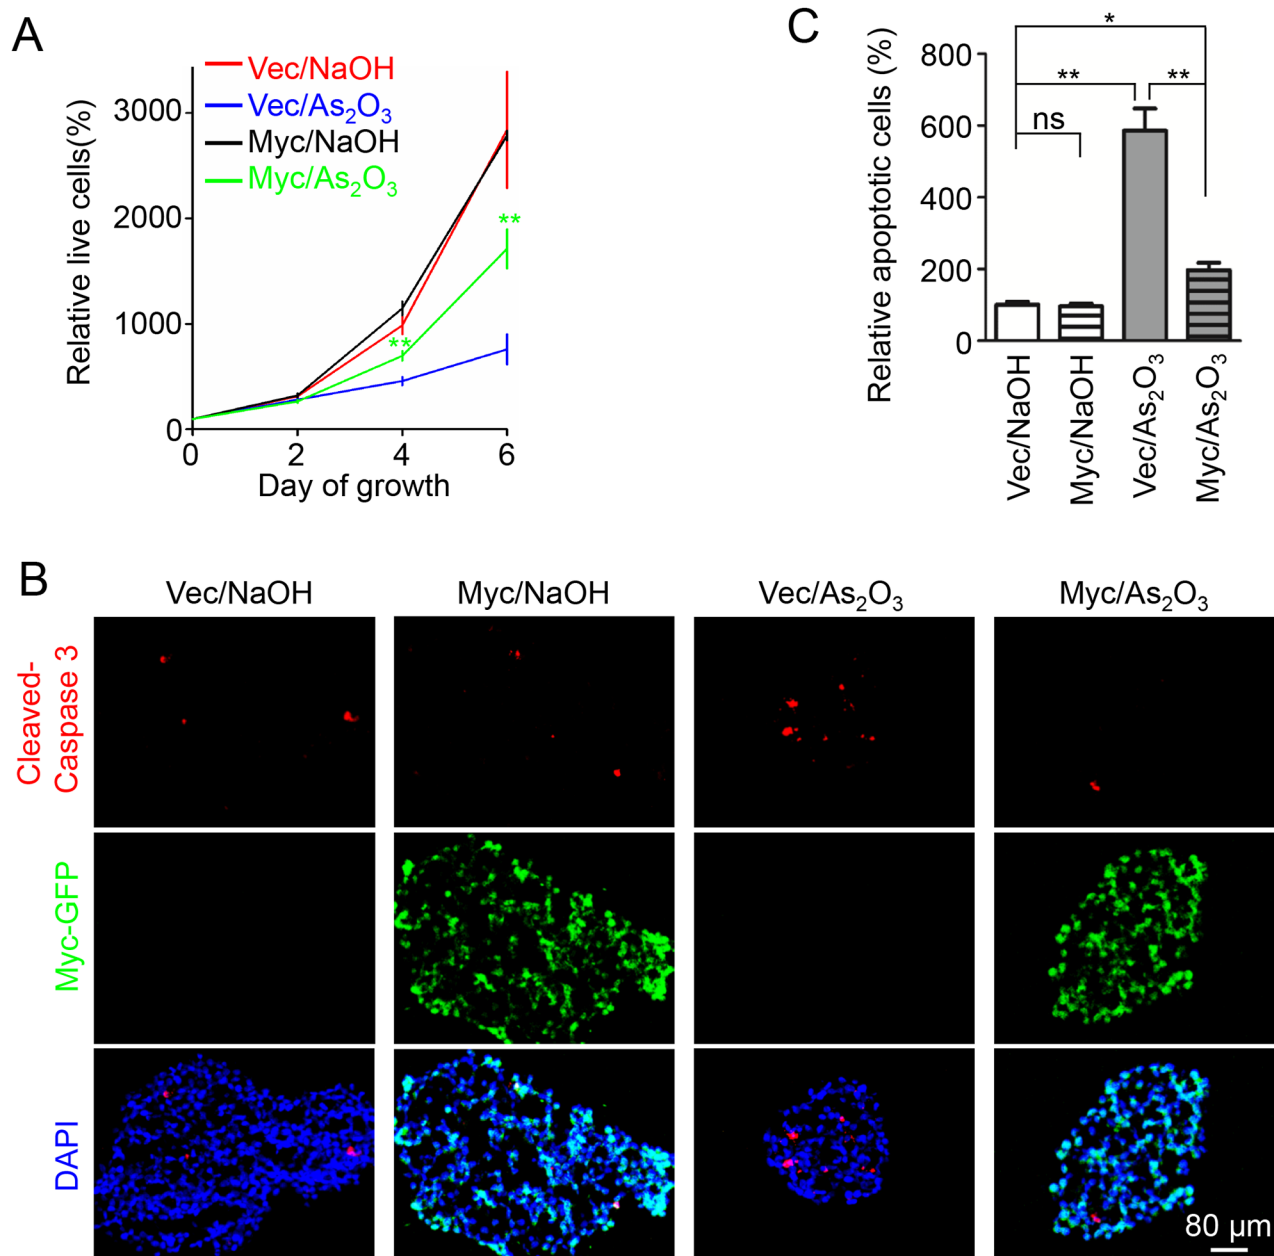 A
Vec/NaOH
Vec/As₂O₃
Myc/NaOH
Myc/As₂O₃
Relative live cells(%)
3000
2000
1000
0
**
**
0 2 4 6
Day of growth
C
Relative apoptotic cells (%)
800
600
400
200
0
*
** **
ns
Vec/NaOH
Myc/NaOH
Vec/As₂O₃
Myc/As₂O₃
B
Vec/NaOH Myc/NaOH Vec/As₂O₃ Myc/As₂O₃
Cleaved-
Caspase 3
Myc-GFP
DAPI
80 µm